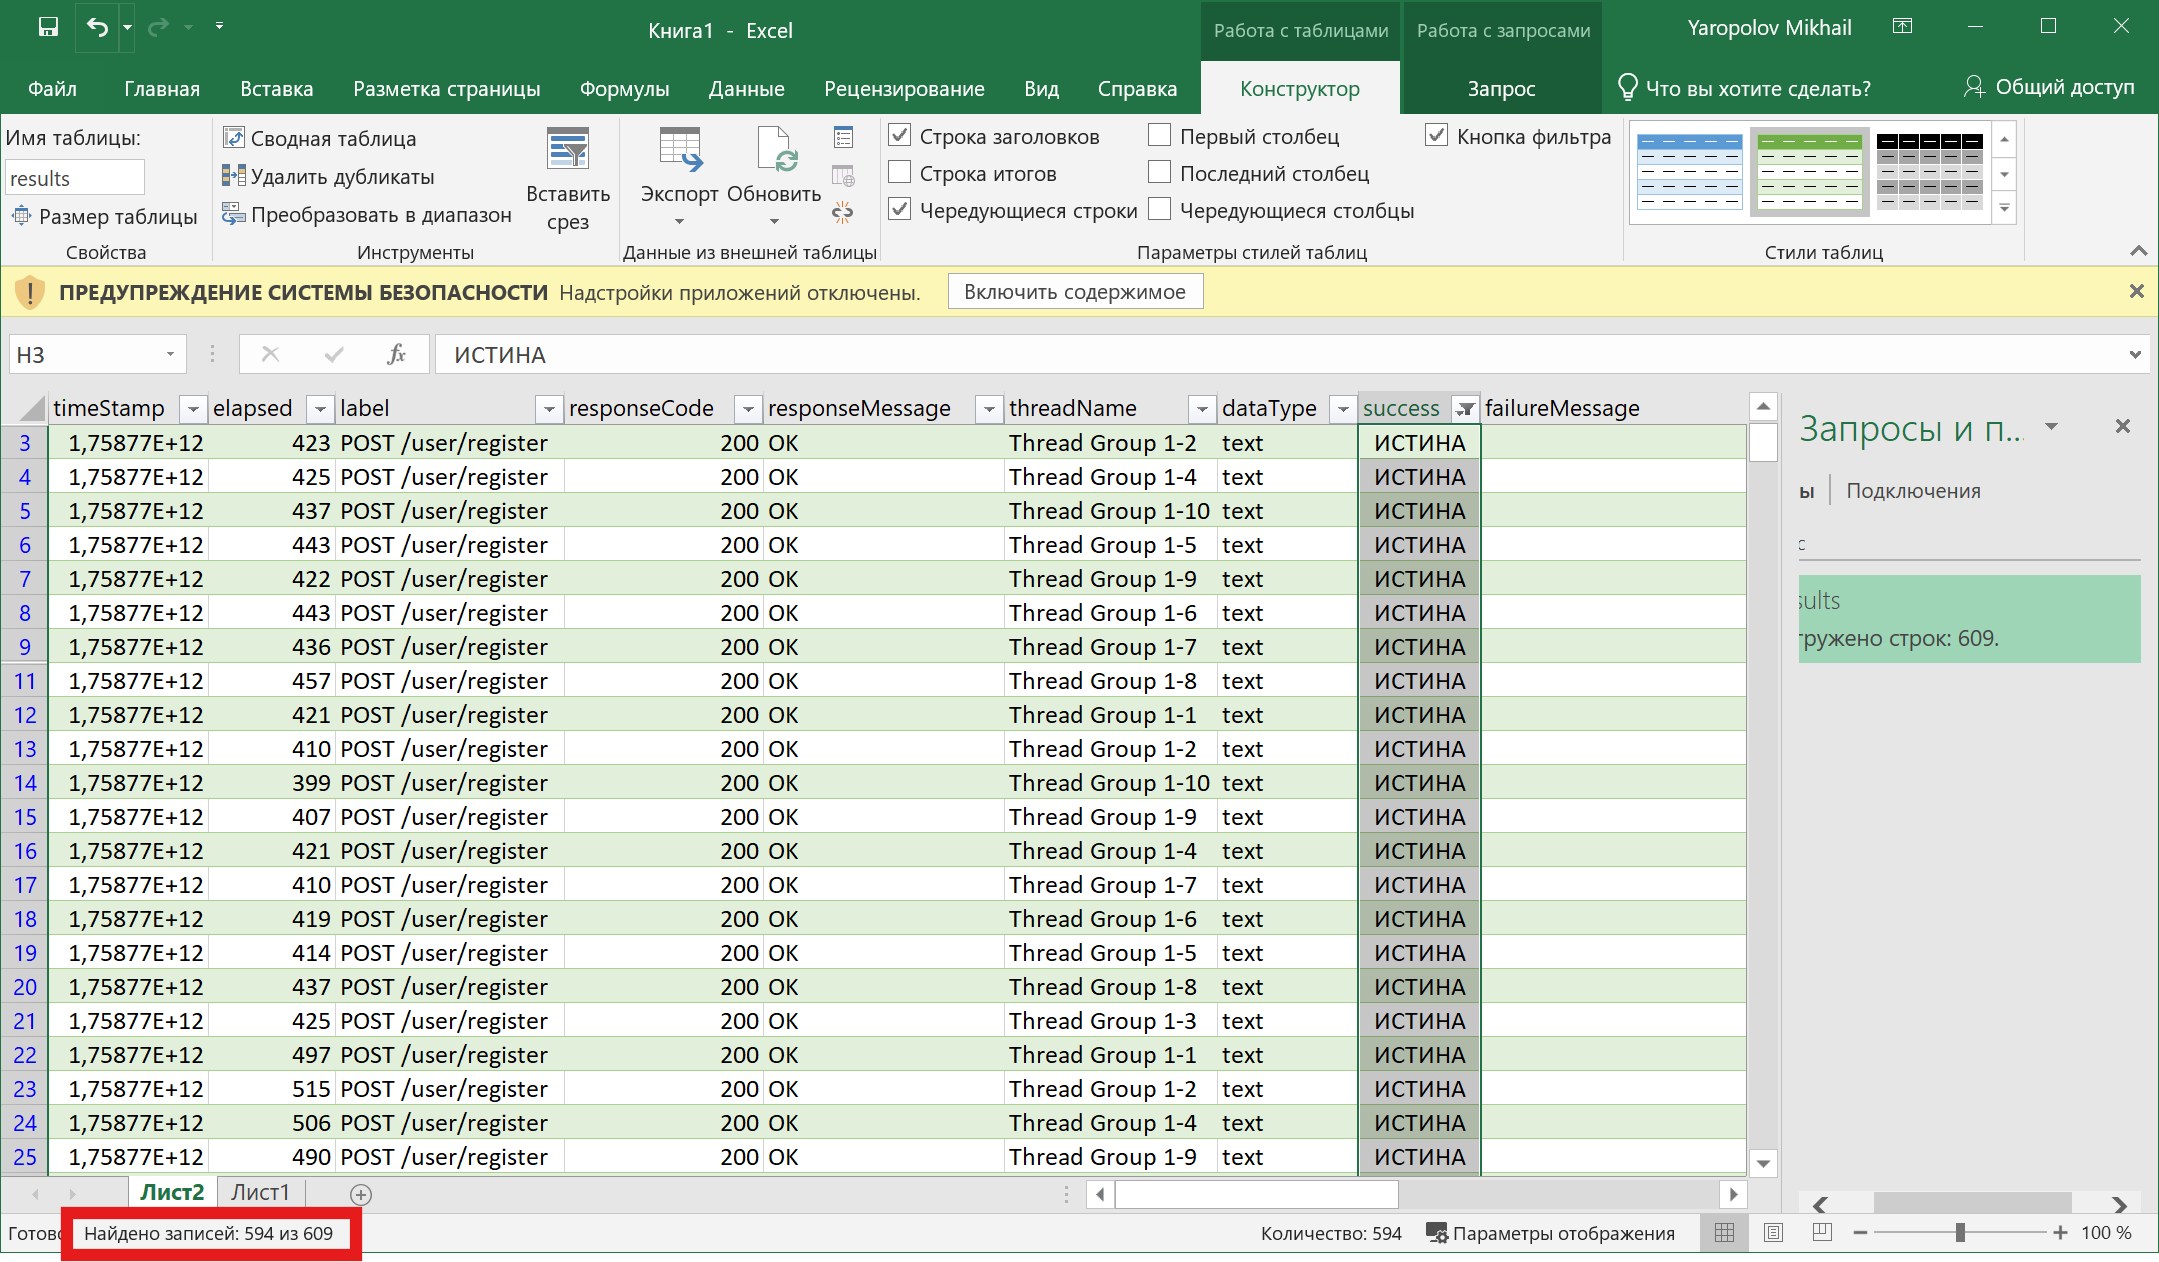 Книга1 - Excel
Работа с таблицами
Работа с запросами
Yaropolov Mikhail
Файл Главная Вставка Разметка страницы Формулы Данные Рецензирование Вид Справка Конструктор Запрос Что вы хотите сделать? Общий доступ
Имя таблицы:
results
Размер таблицы
Свойства
Сводная таблица
Удалить дубликаты
Преобразовать в диапазон
Вставить
срез
Инструменты
Экспорт
Обновить
Данные из внешней таблицы
Строка заголовков
Строка итогов
Чередующиеся строки
Первый столбец
Последний столбец
Чередующиеся столбцы
Кнопка фильтра
Параметры стилей таблиц
Стили таблиц
ПРЕДУПРЕЖДЕНИЕ СИСТЕМЫ БЕЗОПАСНОСТИ Надстройки приложений отключены. Включить содержимое
H3 fx ИСТИНА
timeStamp elapsed label responseCode responseMessage threadName dataType success failureMessage
3 1,75877E+12 423 POST /user/register 200 OK Thread Group 1-2 text ИСТИНА
4 1,75877E+12 425 POST /user/register 200 OK Thread Group 1-4 text ИСТИНА
5 1,75877E+12 437 POST /user/register 200 OK Thread Group 1-10 text ИСТИНА
6 1,75877E+12 443 POST /user/register 200 OK Thread Group 1-5 text ИСТИНА
7 1,75877E+12 422 POST /user/register 200 OK Thread Group 1-9 text ИСТИНА
8 1,75877E+12 443 POST /user/register 200 OK Thread Group 1-6 text ИСТИНА
9 1,75877E+12 436 POST /user/register 200 OK Thread Group 1-7 text ИСТИНА
11 1,75877E+12 457 POST /user/register 200 OK Thread Group 1-8 text ИСТИНА
12 1,75877E+12 421 POST /user/register 200 OK Thread Group 1-1 text ИСТИНА
13 1,75877E+12 410 POST /user/register 200 OK Thread Group 1-2 text ИСТИНА
14 1,75877E+12 399 POST /user/register 200 OK Thread Group 1-10 text ИСТИНА
15 1,75877E+12 407 POST /user/register 200 OK Thread Group 1-9 text ИСТИНА
16 1,75877E+12 421 POST /user/register 200 OK Thread Group 1-4 text ИСТИНА
17 1,75877E+12 410 POST /user/register 200 OK Thread Group 1-7 text ИСТИНА
18 1,75877E+12 419 POST /user/register 200 OK Thread Group 1-6 text ИСТИНА
19 1,75877E+12 414 POST /user/register 200 OK Thread Group 1-5 text ИСТИНА
20 1,75877E+12 437 POST /user/register 200 OK Thread Group 1-8 text ИСТИНА
21 1,75877E+12 425 POST /user/register 200 OK Thread Group 1-3 text ИСТИНА
22 1,75877E+12 497 POST /user/register 200 OK Thread Group 1-1 text ИСТИНА
23 1,75877E+12 515 POST /user/register 200 OK Thread Group 1-2 text ИСТИНА
24 1,75877E+12 506 POST /user/register 200 OK Thread Group 1-4 text ИСТИНА
25 1,75877E+12 490 POST /user/register 200 OK Thread Group 1-9 text ИСТИНА
Запросы и п...
ы Подключения
с
sults
гружено строк: 609.
Лист2 Лист1
Готово Найдено записей: 594 из 609 Количество: 594 Параметры отображения 100 %